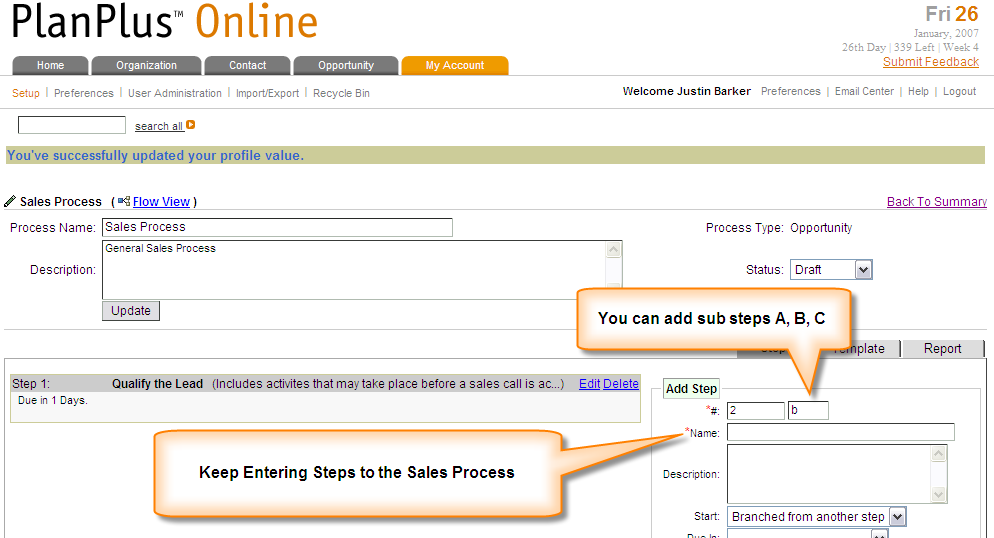 PlanPlus™ Online
Fri 26
January, 2007
26th Day | 339 Left | Week 4
Submit Feedback
Home Organization Contact Opportunity My Account
Setup | Preferences | User Administration | Import/Export | Recycle Bin
Welcome Justin Barker Preferences | Email Center | Help | Logout
search all
You've successfully updated your profile value.
Sales Process ( Flow View )
Back To Summary
Process Name: Sales Process
Process Type: Opportunity
Description: General Sales Process
Status: Draft
Update
You can add sub steps A, B, C
Template Report
Step 1: Qualify the Lead (Includes activites that may take place before a sales call is ac...) Edit Delete
Due in 1 Days.
Add Step
*#: 2 b
*Name:
Keep Entering Steps to the Sales Process
Description:
Start: Branched from another step
Due In: